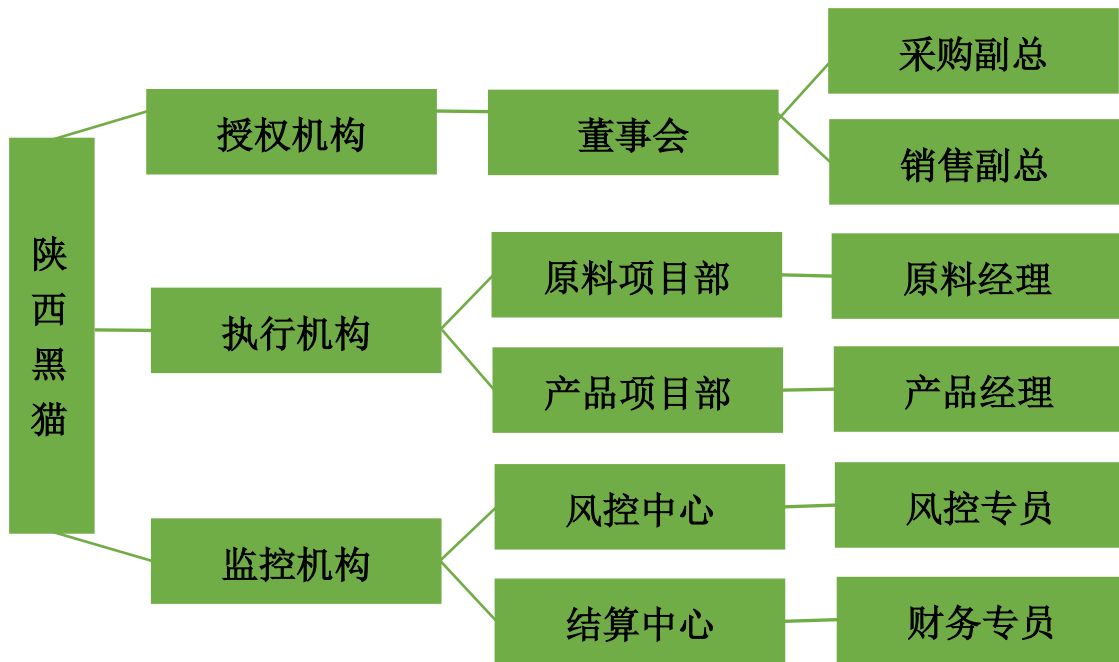 陕西黑猫
授权机构
董事会
采购副总
销售副总
执行机构
原料项目部
原料经理
产品项目部
产品经理
监控机构
风控中心
风控专员
结算中心
财务专员